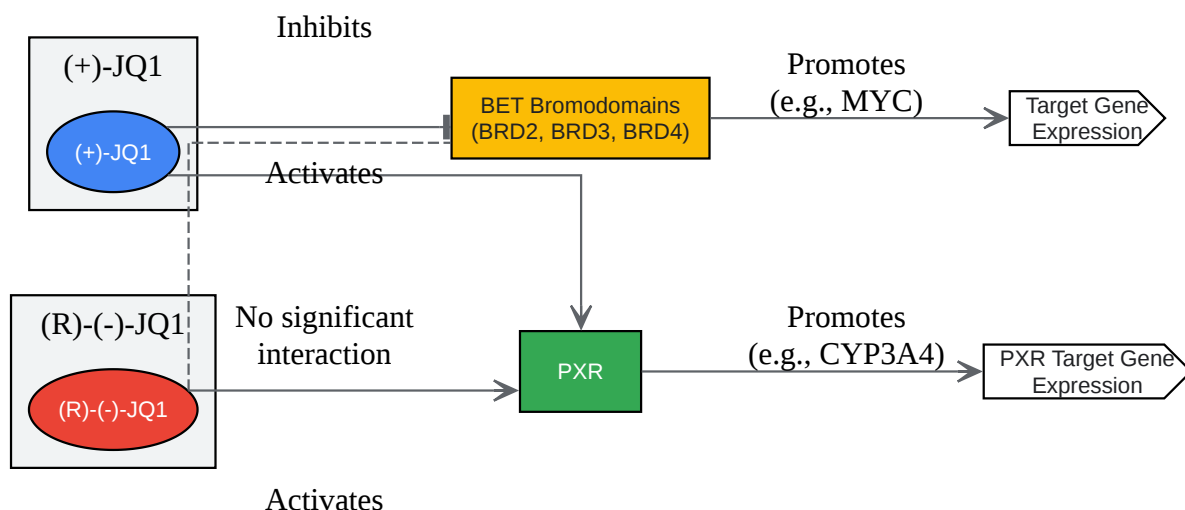 Inhibits
(+)-JQ1
(+)-JQ1
BET Bromodomains
(BRD2, BRD3, BRD4)
Promotes
(e.g., MYC)
Target Gene
Expression
Activates
(R)-(-)-JQ1
(R)-(-)-JQ1
No significant
interaction
PXR
Promotes
(e.g., CYP3A4)
PXR Target Gene
Expression
Activates